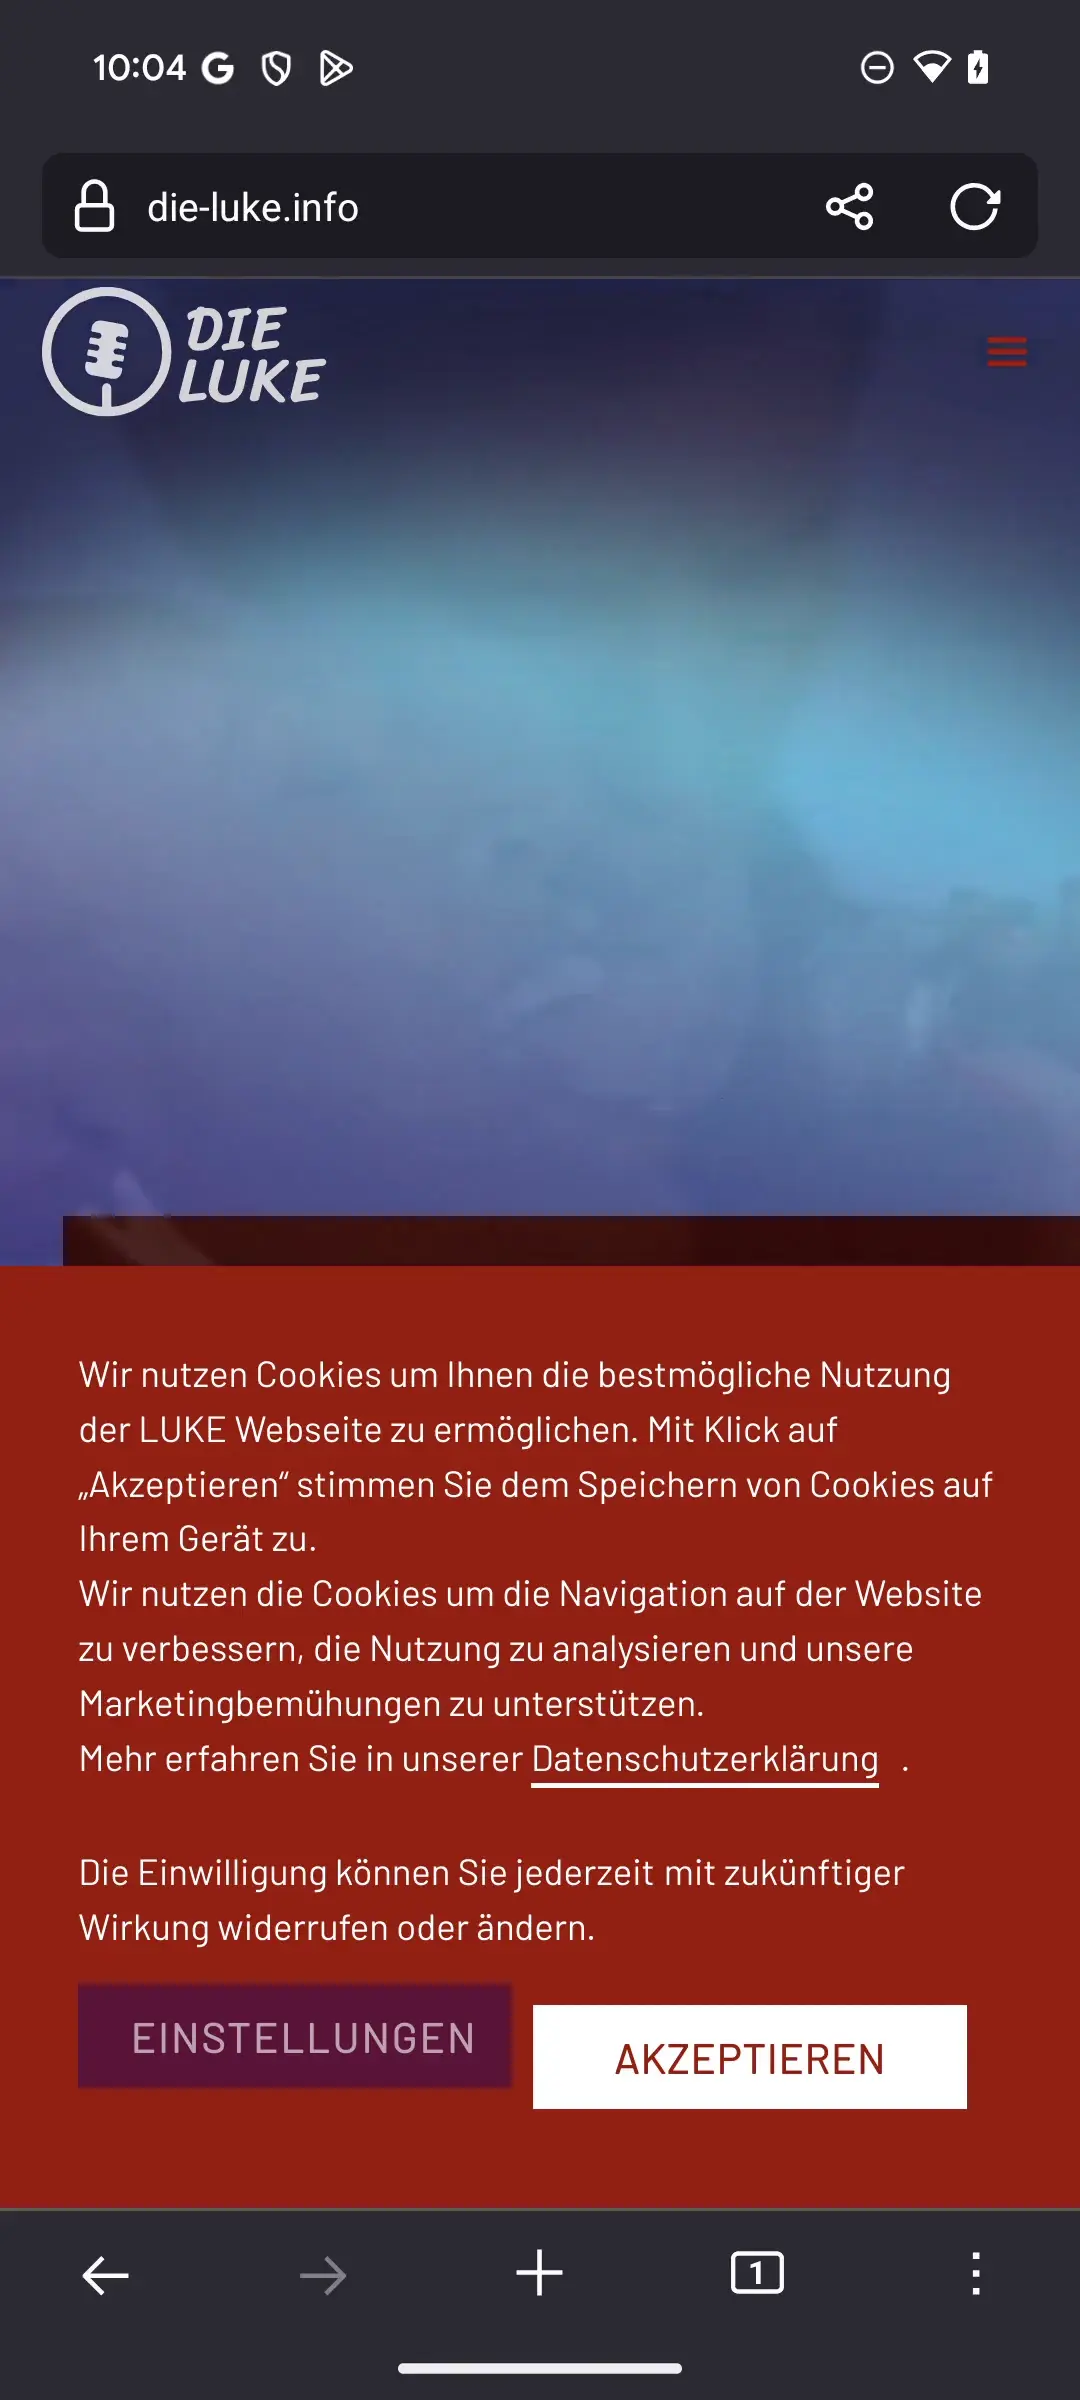 10:04
die-luke.info
DIE
LUKE
Wir nutzen Cookies um Ihnen die bestmögliche Nutzung
der LUKE Webseite zu ermöglichen. Mit Klick auf
„Akzeptieren“ stimmen Sie dem Speichern von Cookies auf
Ihrem Gerät zu.
Wir nutzen die Cookies um die Navigation auf der Website
zu verbessern, die Nutzung zu analysieren und unsere
Marketingbemühungen zu unterstützen.
Mehr erfahren Sie in unserer Datenschutzerklärung .
Die Einwilligung können Sie jederzeit mit zukünftiger
Wirkung widerrufen oder ändern.
EINSTELLUNGEN
AKZEPTIEREN
1